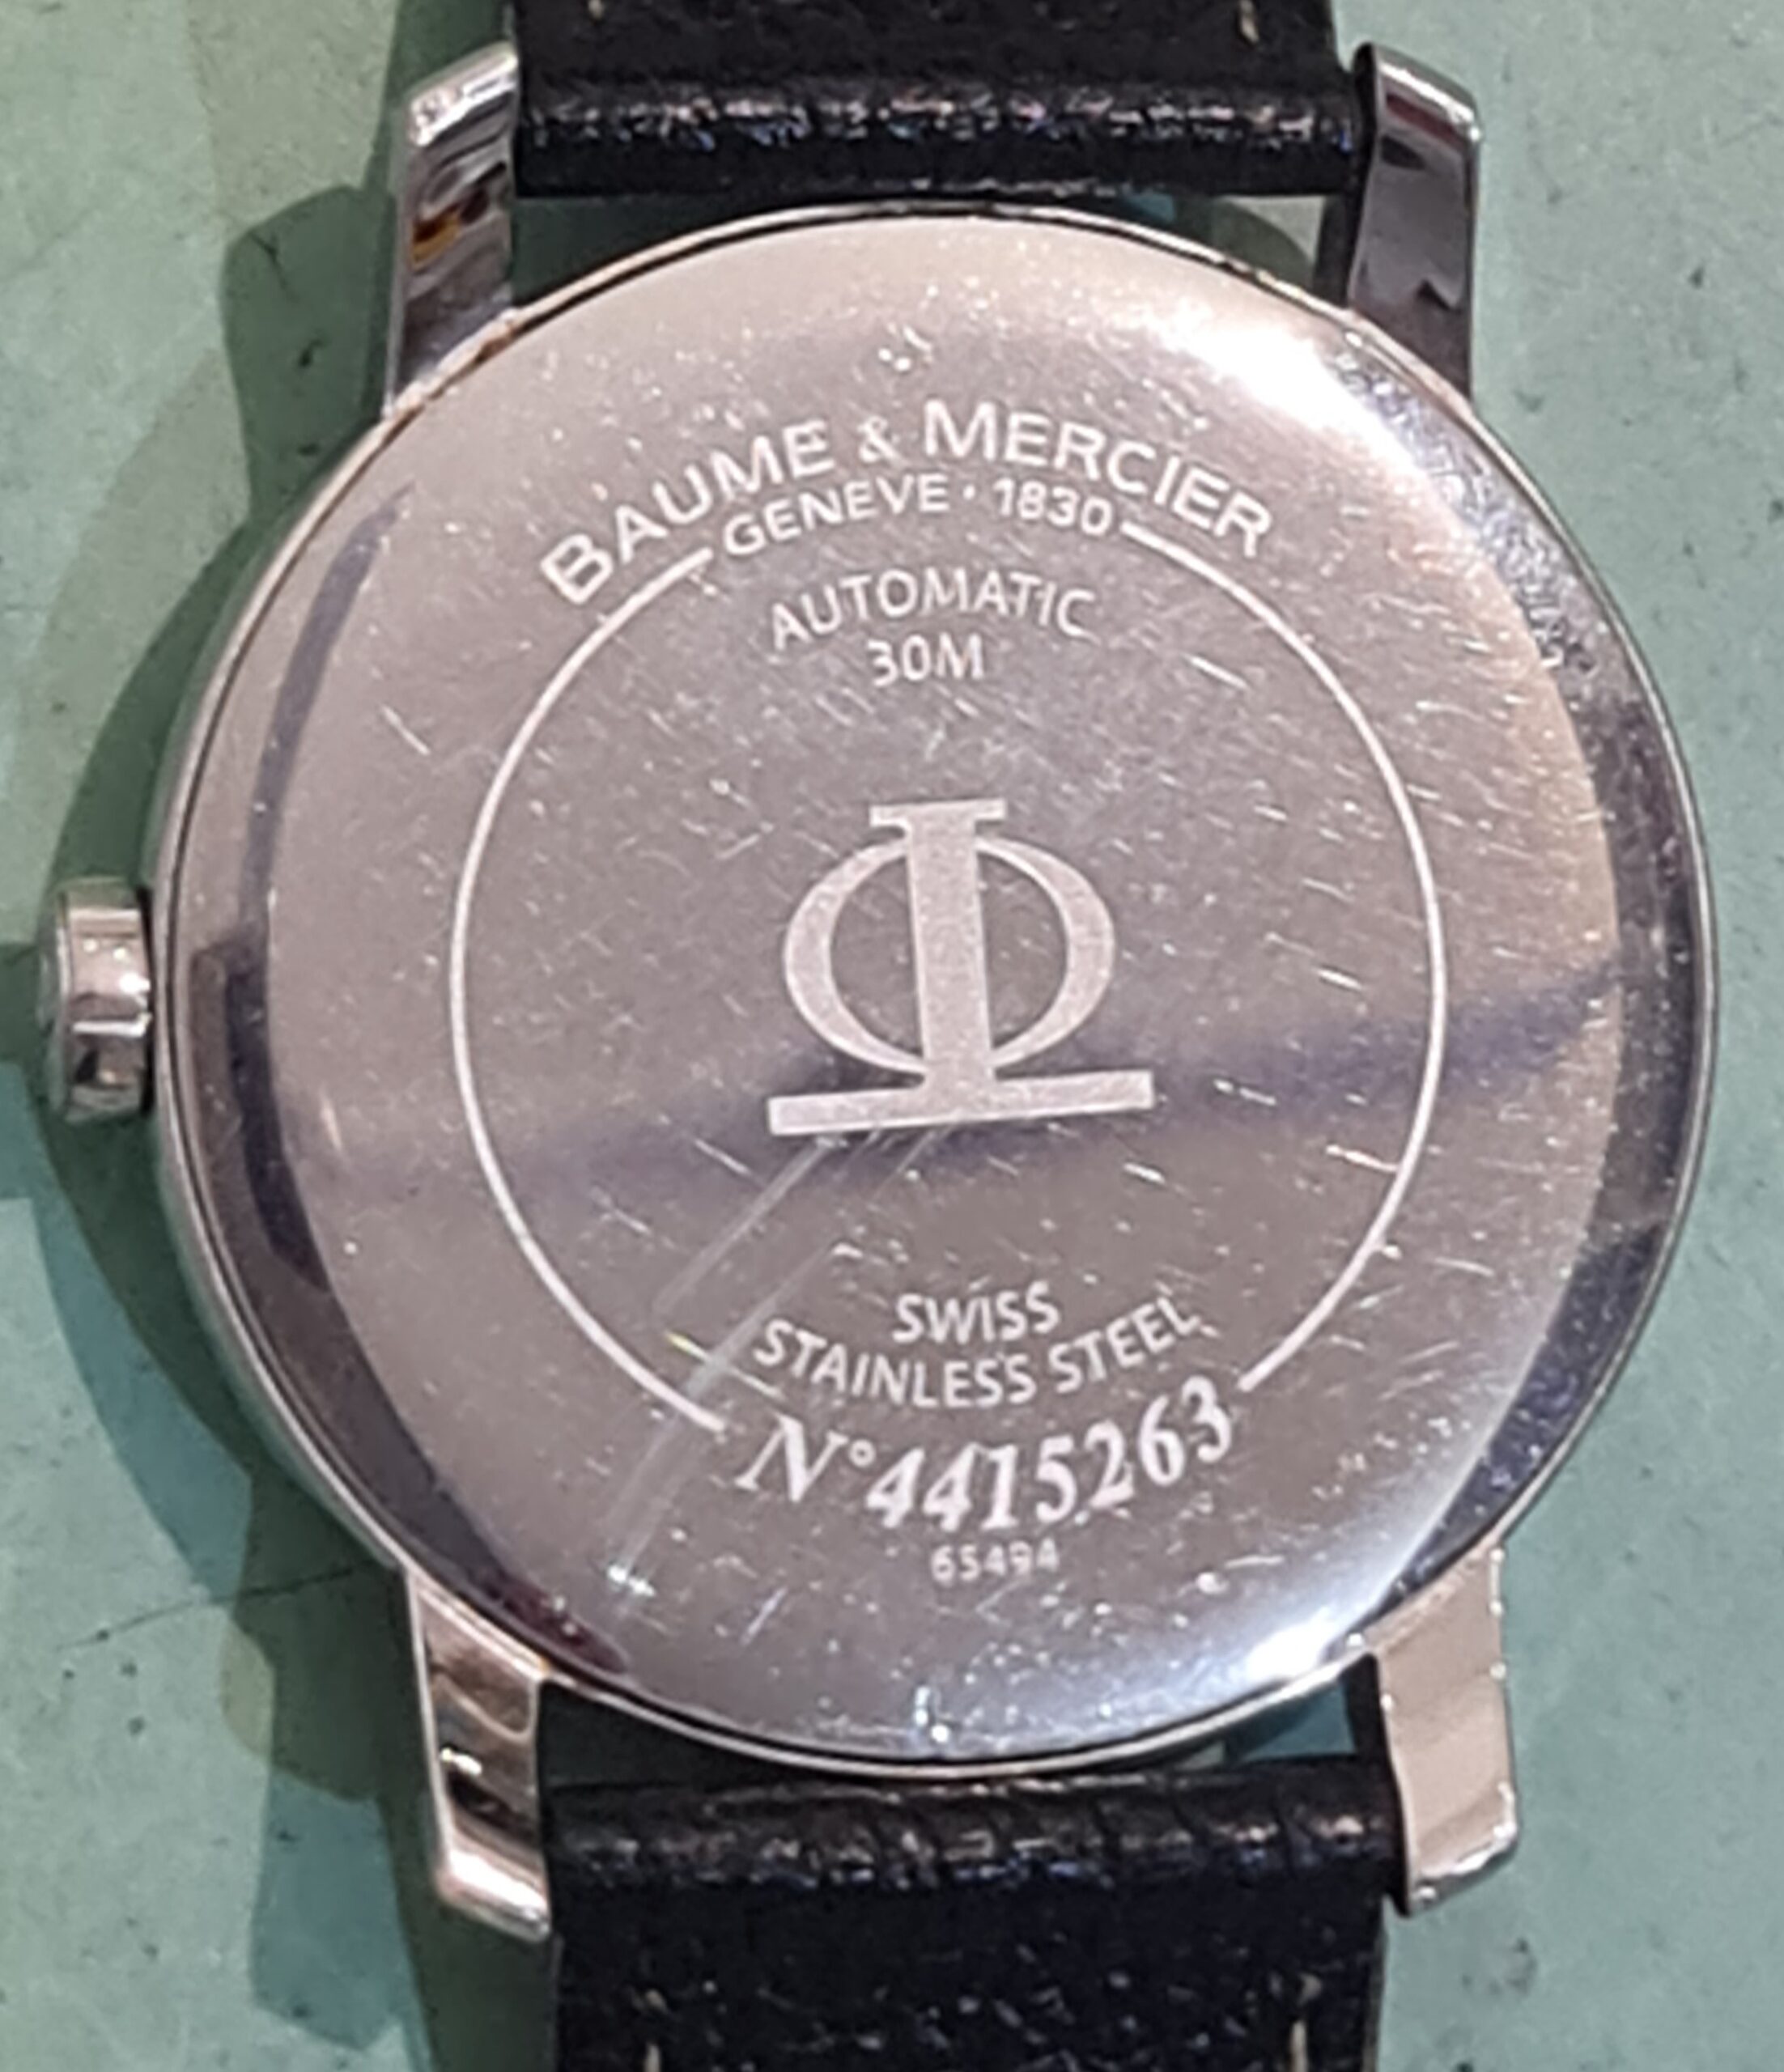 BAUME & MERCIER
GENEVE · 1830
AUTOMATIC
30M
SWISS
STAINLESS STEEL
N°4415263
65494